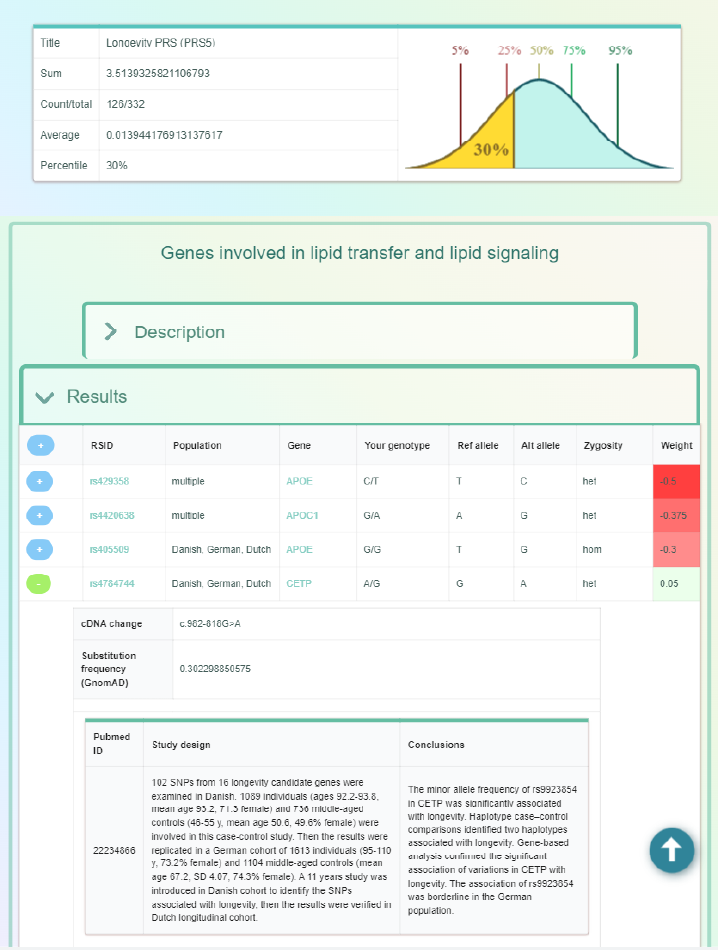 Title Longevity PRS (PRS5)
Sum 3.5139325821106793
Count/total 126/332
Average 0.013944176913137617
Percentile 30%
5% 25% 50% 75% 95%
30%
Genes involved in lipid transfer and lipid signaling
Description
Results
+ RSID Population Gene Your genotype Ref allele Alt allele Zygosity Weight
+ rs429358 multiple APOE C/T T C het -0.5
+ rs4420638 multiple APOC1 G/A A G het -0.375
+ rs405509 Danish, German, Dutch APOE G/G T G hom -0.3
- rs4784744 Danish, German, Dutch CETP A/G G A het 0.05
cDNA change c.982-818G>A
Substitution
frequency
(GnomAD)
0.302298850575
Pubmed
ID
Study design
Conclusions
22234866
102 SNPs from 16 longevity candidate genes were
examined in Danish. 1089 individuals (ages 92.2-93.8,
mean age 93.2, 71.3 female) and 736 middle-aged
controls (46-55 y, mean age 50.6, 49.6% female) were
involved in this case-control study. Then the results were
replicated in a German cohort of 1613 individuals (95-110
y, 73.2% female) and 1104 middle-aged controls (mean
age 67.2, SD 4.07, 74.3% female). A 11 years study was
introduced in Danish cohort to identify the SNPs
associated with longevity, then the results were verified in
Dutch longitudinal cohort.
The minor allele frequency of rs9923854
in CETP was significantly associated
with longevity. Haplotype case–control
comparisons identified two haplotypes
associated with longevity. Gene-based
analysis confirmed the significant
association of variations in CETP with
longevity. The association of rs9923854
was borderline in the German
population.